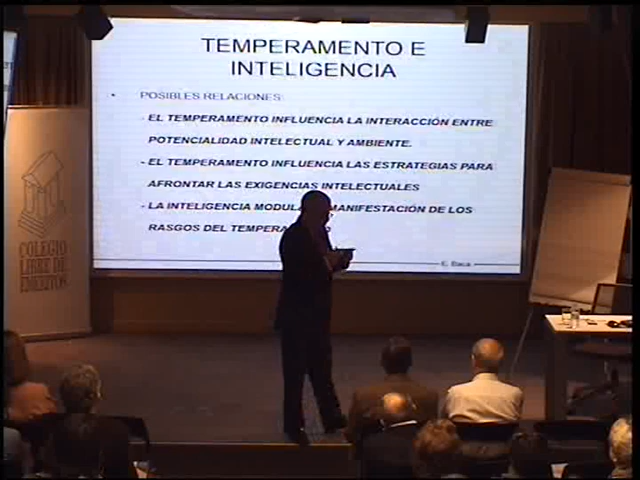 TEMPERAMENTO E
INTELIGENCIA
• POSIBLES RELACIONES:
- EL TEMPERAMENTO INFLUENCIA LA INTERACCIÓN ENTRE
POTENCIALIDAD INTELECTUAL Y AMBIENTE.
- EL TEMPERAMENTO INFLUENCIA LAS ESTRATEGIAS PARA
AFRONTAR LAS EXIGENCIAS INTELECTUALES
- LA INTELIGENCIA MODULA MANIFESTACIÓN DE LOS
RASGOS DEL TEMPERA
E. Baca
COLEGIO
LIBRE DE
EMÉRITOS